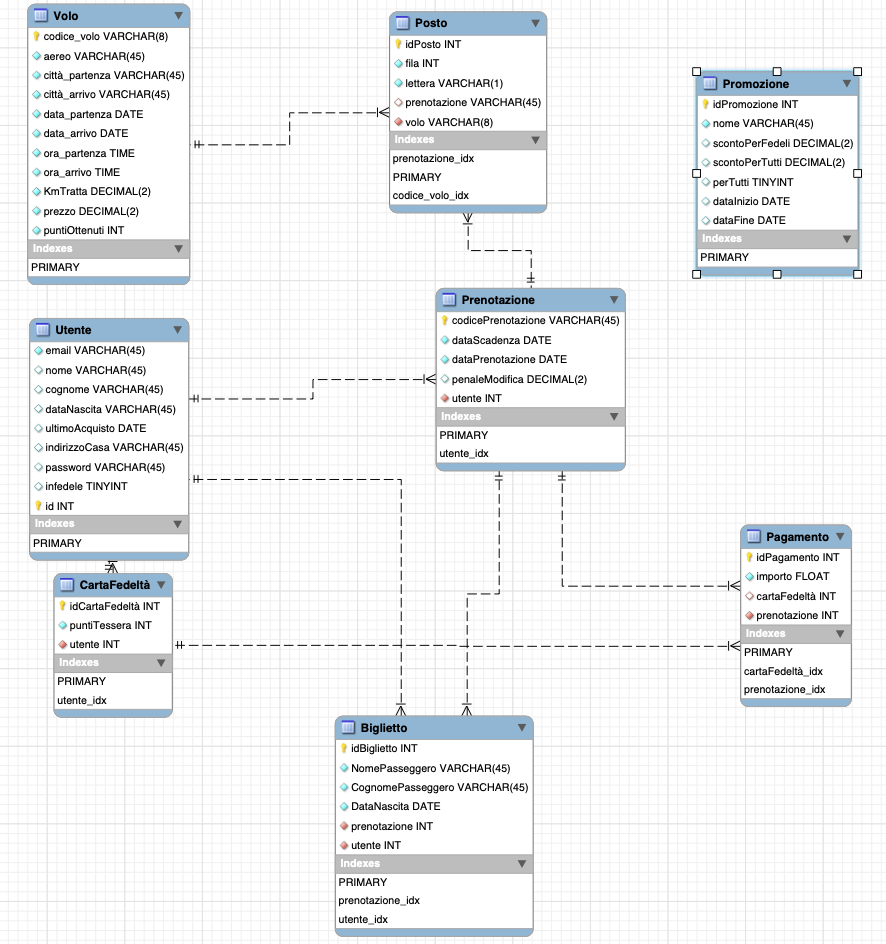 Volo
codice_volo VARCHAR(8)
aereo VARCHAR(45)
città_partenza VARCHAR(45)
città_arrivo VARCHAR(45)
data_partenza DATE
data_arrivo DATE
ora_partenza TIME
ora_arrivo TIME
KmTratta DECIMAL(2)
prezzo DECIMAL(2)
puntiOttenuti INT
Indexes
PRIMARY
Posto
idPosto INT
fila INT
lettera VARCHAR(1)
prenotazione VARCHAR(45)
volo VARCHAR(8)
Indexes
prenotazione_idx
PRIMARY
codice_volo_idx
Promozione
idPromozione INT
nome VARCHAR(45)
scontoPerFedeli DECIMAL(2)
scontoPerTutti DECIMAL(2)
perTutti TINYINT
dataInizio DATE
dataFine DATE
Indexes
PRIMARY
Utente
email VARCHAR(45)
nome VARCHAR(45)
cognome VARCHAR(45)
dataNascita VARCHAR(45)
ultimoAcquisto DATE
indirizzoCasa VARCHAR(45)
password VARCHAR(45)
infedele TINYINT
id INT
Indexes
PRIMARY
Prenotazione
codicePrenotazione VARCHAR(45)
dataScadenza DATE
dataPrenotazione DATE
penaleModifica DECIMAL(2)
utente INT
Indexes
PRIMARY
utente_idx
CartaFedeltà
idCartaFedeltà INT
puntiTessera INT
utente INT
Indexes
PRIMARY
utente_idx
Pagamento
idPagamento INT
importo FLOAT
cartaFedeltà INT
prenotazione INT
Indexes
PRIMARY
cartaFedeltà_idx
prenotazione_idx
Biglietto
idBiglietto INT
NomePasseggero VARCHAR(45)
CognomePasseggero VARCHAR(45)
DataNascita DATE
prenotazione INT
utente INT
Indexes
PRIMARY
prenotazione_idx
utente_idx